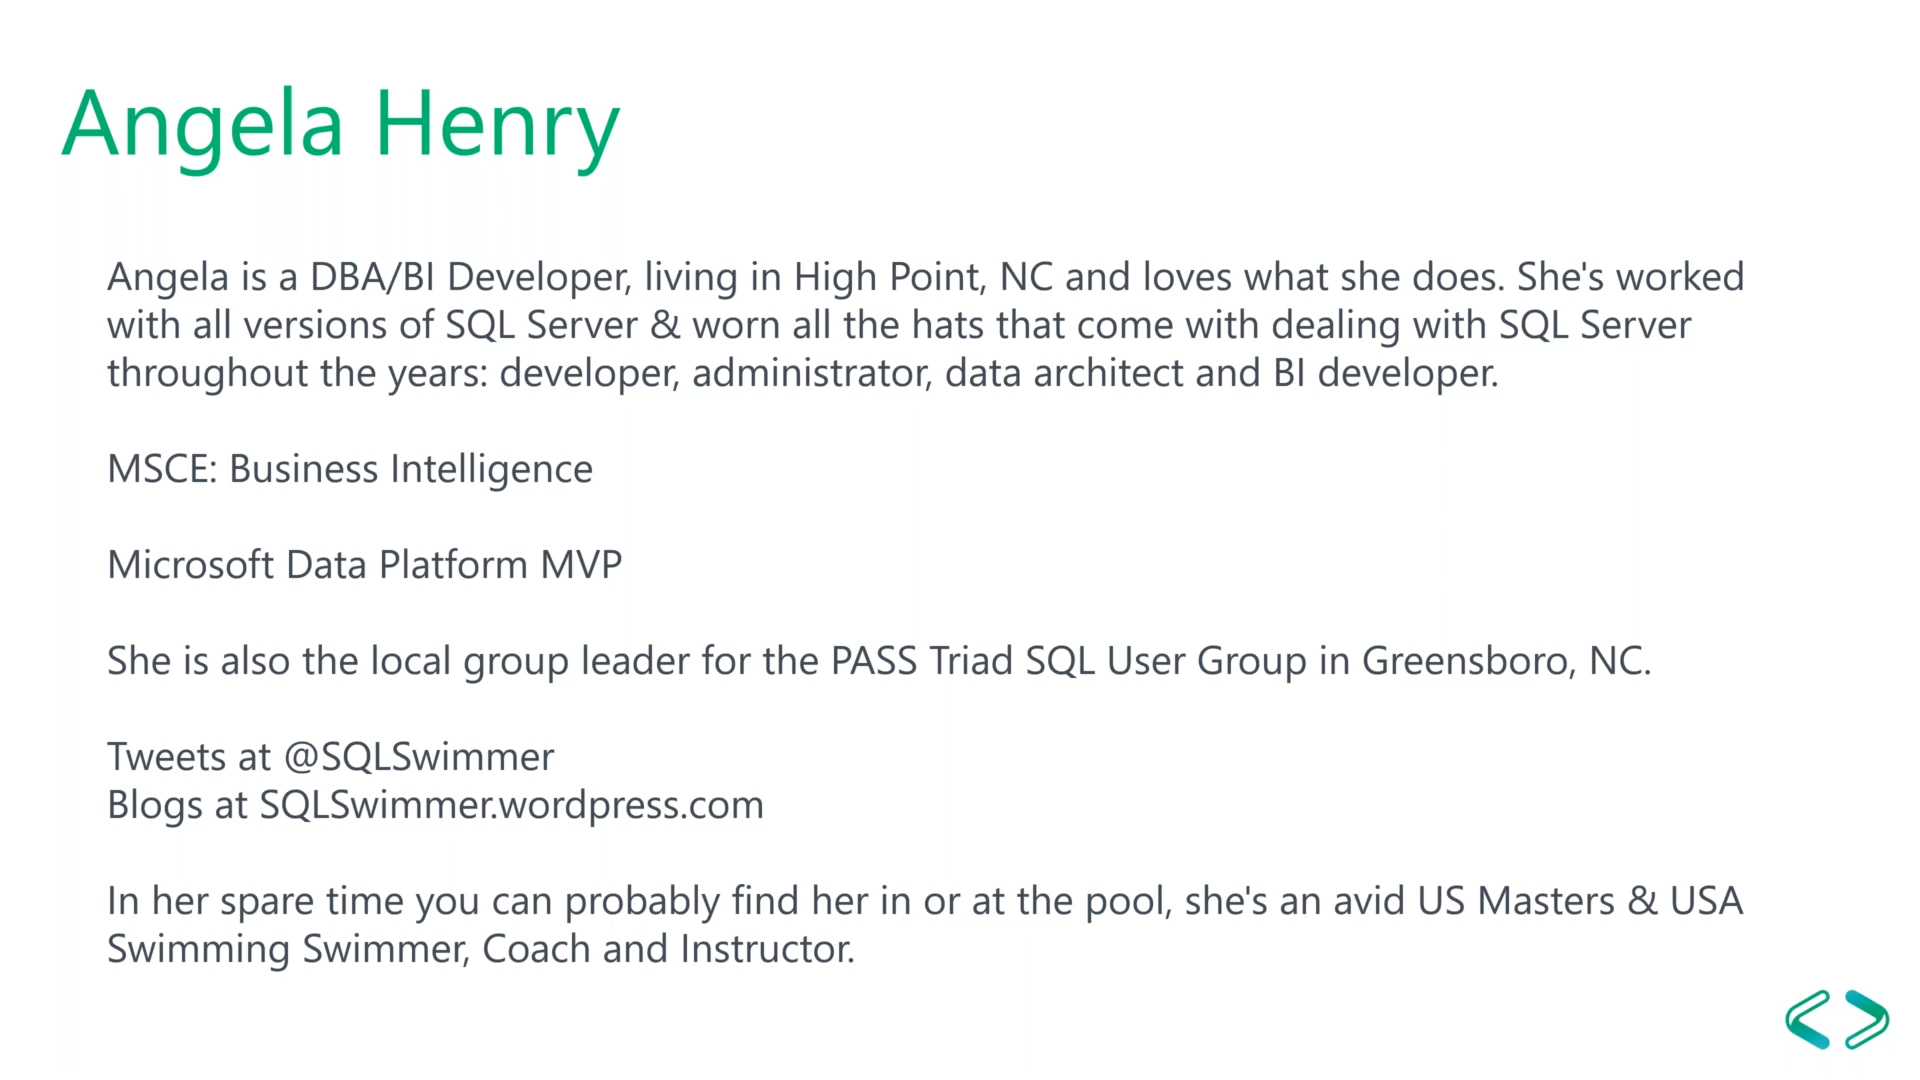 Angela Henry
Angela is a DBA/BI Developer, living in High Point, NC and loves what she does. She's worked
with all versions of SQL Server & worn all the hats that come with dealing with SQL Server
throughout the years: developer, administrator, data architect and BI developer.
MSCE: Business Intelligence
Microsoft Data Platform MVP
She is also the local group leader for the PASS Triad SQL User Group in Greensboro, NC.
Tweets at @SQLSwimmer
Blogs at SQLSwimmer.wordpress.com
In her spare time you can probably find her in or at the pool, she's an avid US Masters & USA
Swimming Swimmer, Coach and Instructor.